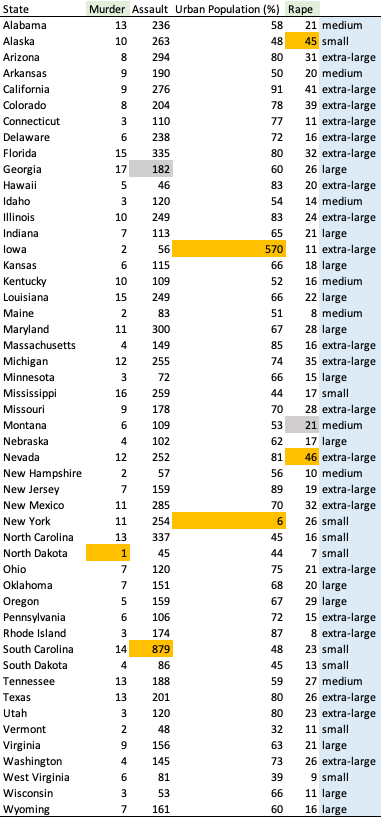 State Murder Assault Urban Population (%) Rape
Alabama 13 236 58 21 medium
Alaska 10 263 48 45 small
Arizona 8 294 80 31 extra-large
Arkansas 9 190 50 20 medium
California 9 276 91 41 extra-large
Colorado 8 204 78 39 extra-large
Connecticut 3 110 77 11 extra-large
Delaware 6 238 72 16 extra-large
Florida 15 335 80 32 extra-large
Georgia 17 182 60 26 large
Hawaii 5 46 83 20 extra-large
Idaho 3 120 54 14 medium
Illinois 10 249 83 24 extra-large
Indiana 7 113 65 21 large
Iowa 2 56 570 11 extra-large
Kansas 6 115 66 18 large
Kentucky 10 109 52 16 medium
Louisiana 15 249 66 22 large
Maine 2 83 51 8 medium
Maryland 11 300 67 28 large
Massachusetts 4 149 85 16 extra-large
Michigan 12 255 74 35 extra-large
Minnesota 3 72 66 15 large
Mississippi 16 259 44 17 small
Missouri 9 178 70 28 extra-large
Montana 6 109 53 21 medium
Nebraska 4 102 62 17 large
Nevada 12 252 81 46 extra-large
New Hampshire 2 57 56 10 medium
New Jersey 7 159 89 19 extra-large
New Mexico 11 285 70 32 extra-large
New York 11 254 6 26 small
North Carolina 13 337 45 16 small
North Dakota 1 45 44 7 small
Ohio 7 120 75 21 extra-large
Oklahoma 7 151 68 20 large
Oregon 5 159 67 29 large
Pennsylvania 6 106 72 15 extra-large
Rhode Island 3 174 87 8 extra-large
South Carolina 14 879 48 23 small
South Dakota 4 86 45 13 small
Tennessee 13 188 59 27 medium
Texas 13 201 80 26 extra-large
Utah 3 120 80 23 extra-large
Vermont 2 48 32 11 small
Virginia 9 156 63 21 large
Washington 4 145 73 26 extra-large
West Virginia 6 81 39 9 small
Wisconsin 3 53 66 11 large
Wyoming 7 161 60 16 large